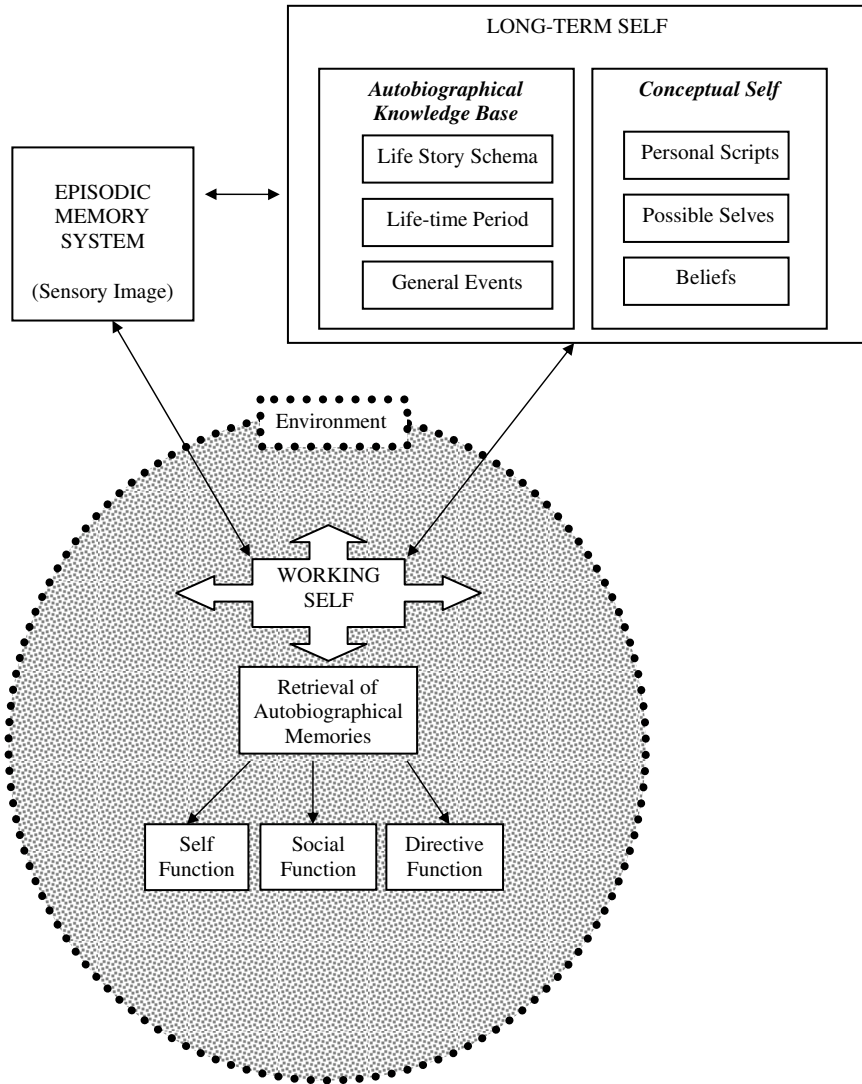 LONG-TERM SELF
Autobiographical
Knowledge Base
Life Story Schema
Life-time Period
General Events
Conceptual Self
Personal Scripts
Possible Selves
Beliefs
EPISODIC
MEMORY
SYSTEM
(Sensory Image)
Environment
WORKING
SELF
Retrieval of
Autobiographical
Memories
Self
Function
Social
Function
Directive
Function